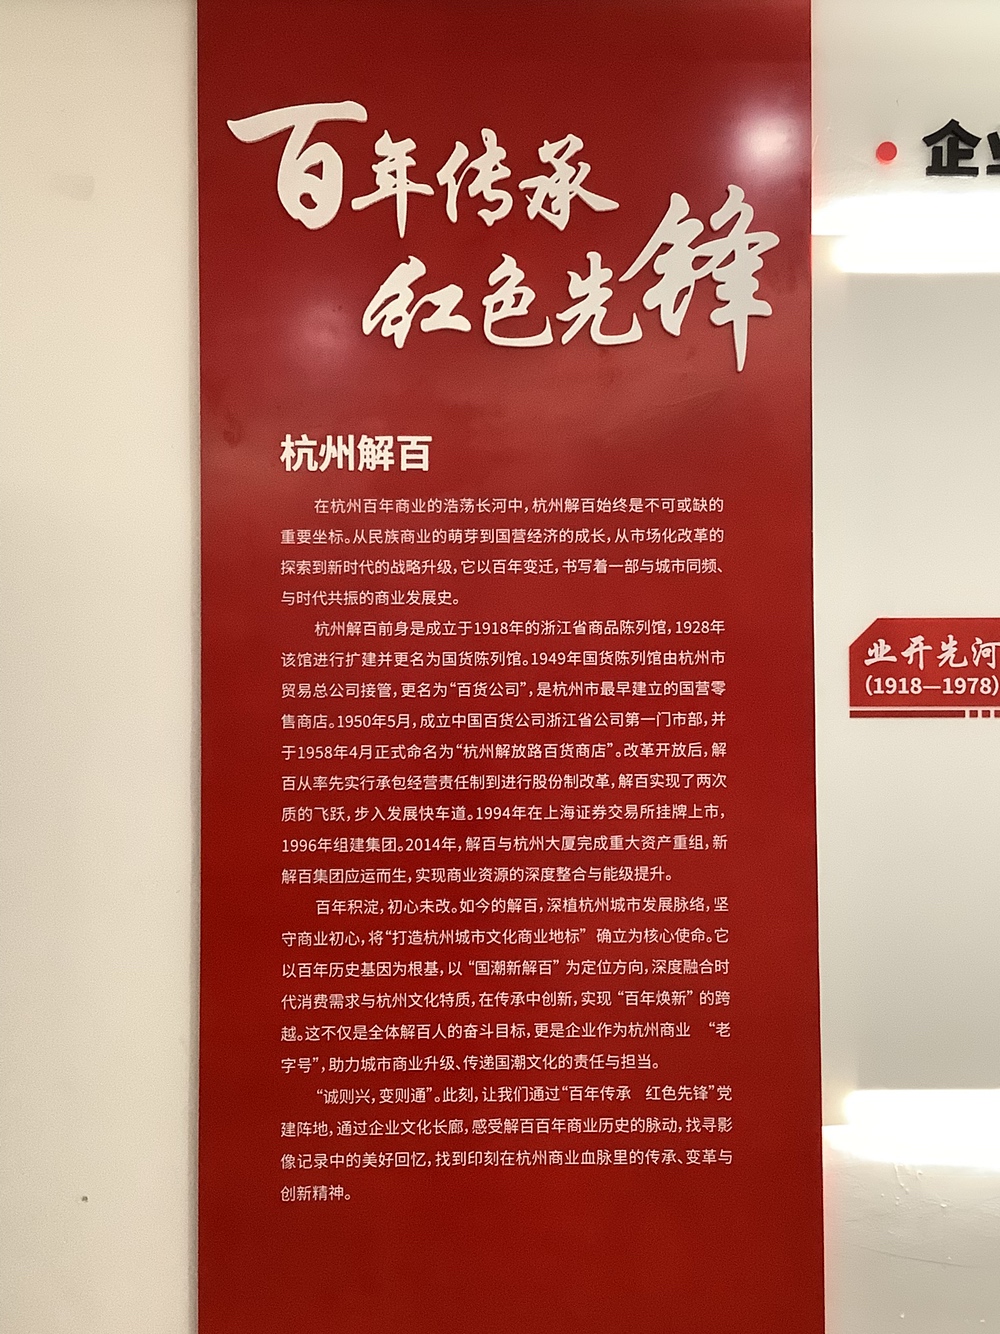 百年传承
红色先锋
杭州解百
在杭州百年商业的浩荡长河中，杭州解百始终是不可或缺的
重要坐标。从民族商业的萌芽到国营经济的成长，从市场化改革的
探索到新时代的战略升级，它以百年变迁，书写着一部与城市同频、
与时代共振的商业发展史。
杭州解百前身是成立于1918年的浙江省商品陈列馆，1928年
该馆进行扩建并更名为国货陈列馆。1949年国货陈列馆由杭州市
贸易总公司接管，更名为“百货公司”，是杭州市最早建立的国营零
售商店。1950年5月，成立中国百货公司浙江省公司第一门市部，并
于1958年4月正式命名为“杭州解放路百货商店”。改革开放后，解
百从率先实行承包经营责任制到进行股份制改革，解百实现了两次
质的飞跃，步入发展快车道。1994年在上海证券交易所挂牌上市，
1996年组建集团。2014年，解百与杭州大厦完成重大资产重组，新
解百集团应运而生，实现商业资源的深度整合与能级提升。
百年积淀，初心未改。如今的解百，深植杭州城市发展脉络，坚
守商业初心，将“打造杭州城市文化商业地标” 确立为核心使命。它
以百年历史基因为根基，以 “国潮新解百” 为定位方向，深度融合时
代消费需求与杭州文化特质，在传承中创新，实现 “百年焕新” 的跨
越。这不仅是全体解百人的奋斗目标，更是企业作为杭州商业 “老
字号”，助力城市商业升级、传递国潮文化的责任与担当。
“诚则兴，变则通”。此刻，让我们通过“百年传承 红色先锋”党
建阵地，通过企业文化长廊，感受解百百年商业历史的脉动，找寻影
像记录中的美好回忆，找到印刻在杭州商业血脉里的传承、变革与
创新精神。
企业
业开先河
（1918—1978）